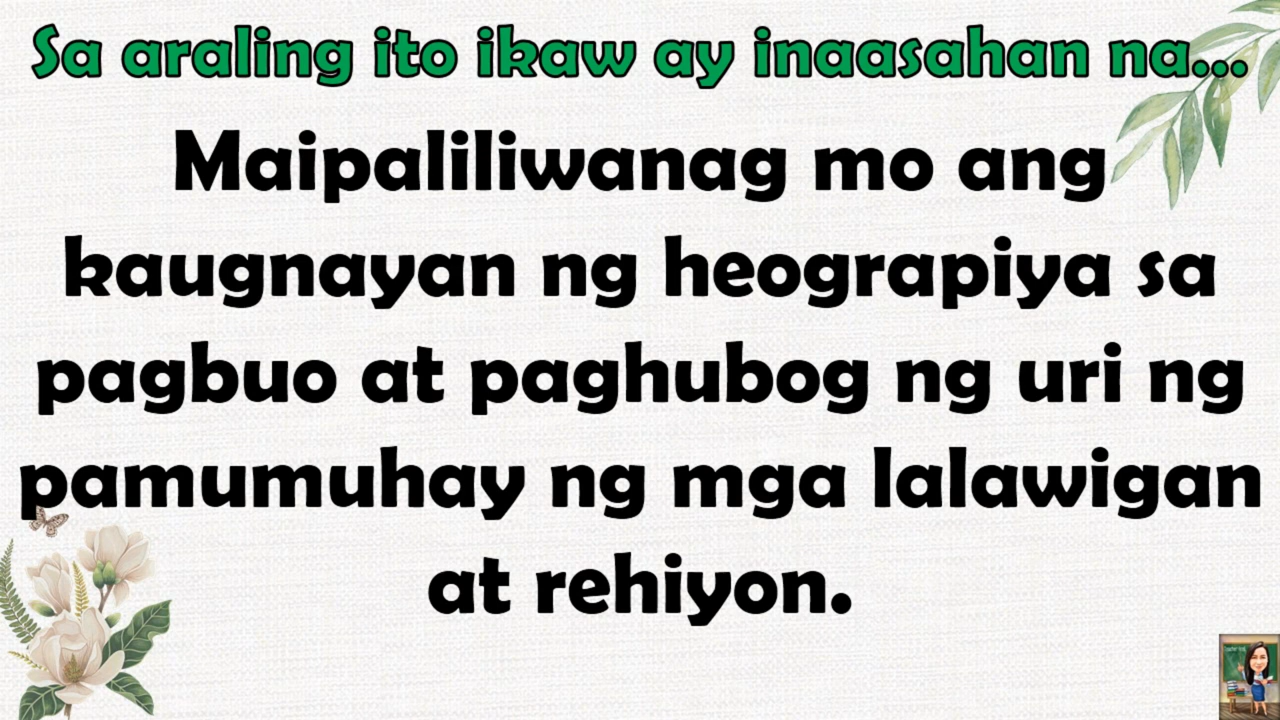 Sa araling ito ikaw ay inaasahan na...
Maipaliliwanag mo ang
kaugnayan ng heograpiya sa
pagbuo at paghubog ng uri ng
pamumuhay ng mga lalawigan
at rehiyon.